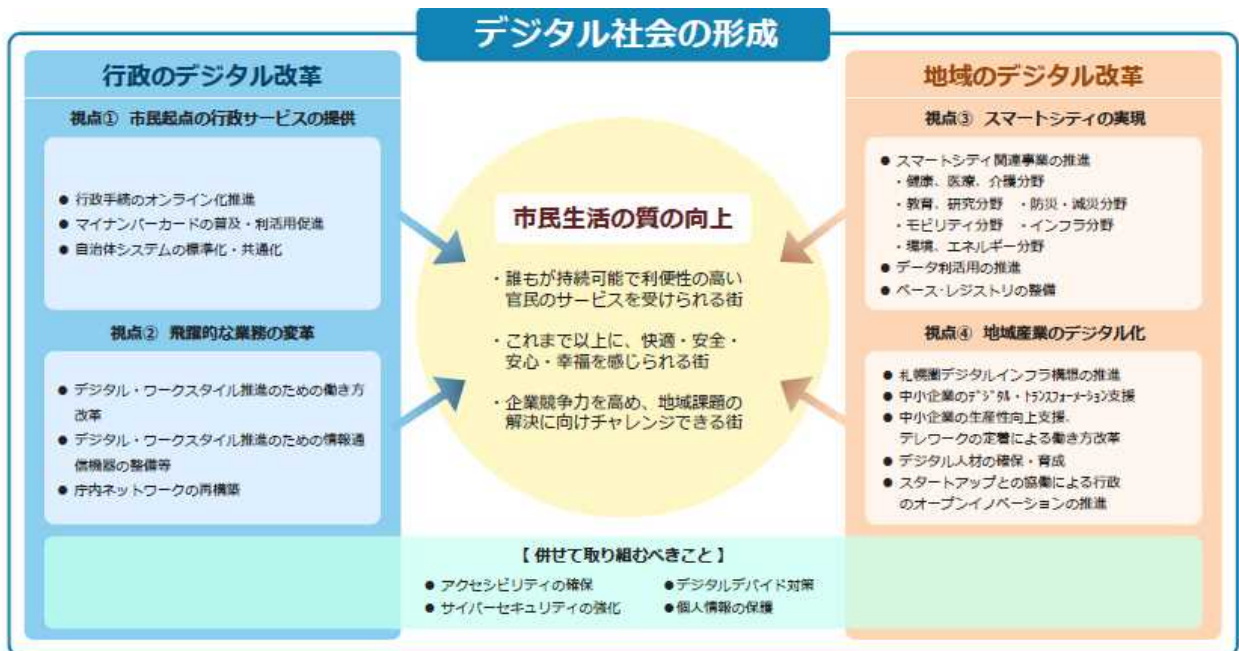 デジタル社会の形成
行政のデジタル改革
視点① 市民起点の行政サービスの提供
● 行政手続のオンライン化推進
● マイナンバーカードの普及・利活用促進
● 自治体システムの標準化・共通化
視点② 飛躍的な業務の変革
● デジタル・ワークスタイル推進のための働き方
改革
● デジタル・ワークスタイル推進のための情報通
信機器の整備等
● 庁内ネットワークの再構築
市民生活の質の向上
・誰もが持続可能で利便性の高い
官民のサービスを受けられる街
・これまで以上に、快適・安全・
安心・幸福を感じられる街
・企業競争力を高め、地域課題の
解決に向けチャレンジできる街
地域のデジタル改革
視点③ スマートシティの実現
● スマートシティ関連事業の推進
・健康、医療、介護分野
・教育、研究分野 ・防災・減災分野
・モビリティ分野 ・インフラ分野
・環境、エネルギー分野
● データ利活用の推進
● ベース・レジストリの整備
視点④ 地域産業のデジタル化
● 札幌圏デジタルインフラ構想の推進
● 中小企業のデジタル・トランスフォーメーション支援
● 中小企業の生産性向上支援、
テレワークの定着による働き方改革
● デジタル人材の確保・育成
● スタートアップとの協働による行政
のオープンイノベーションの推進
【 併せて取り組むべきこと 】
● アクセシビリティの確保 ●デジタルデバイド対策
● サイバーセキュリティの強化 ●個人情報の保護